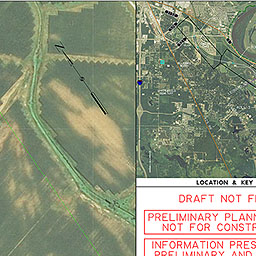 LOCATION & KEY
DRAFT NOT F
PRELIMINARY PLANN
NOT FOR CONSTR
INFORMATION PRES
PRELIMINARY AND